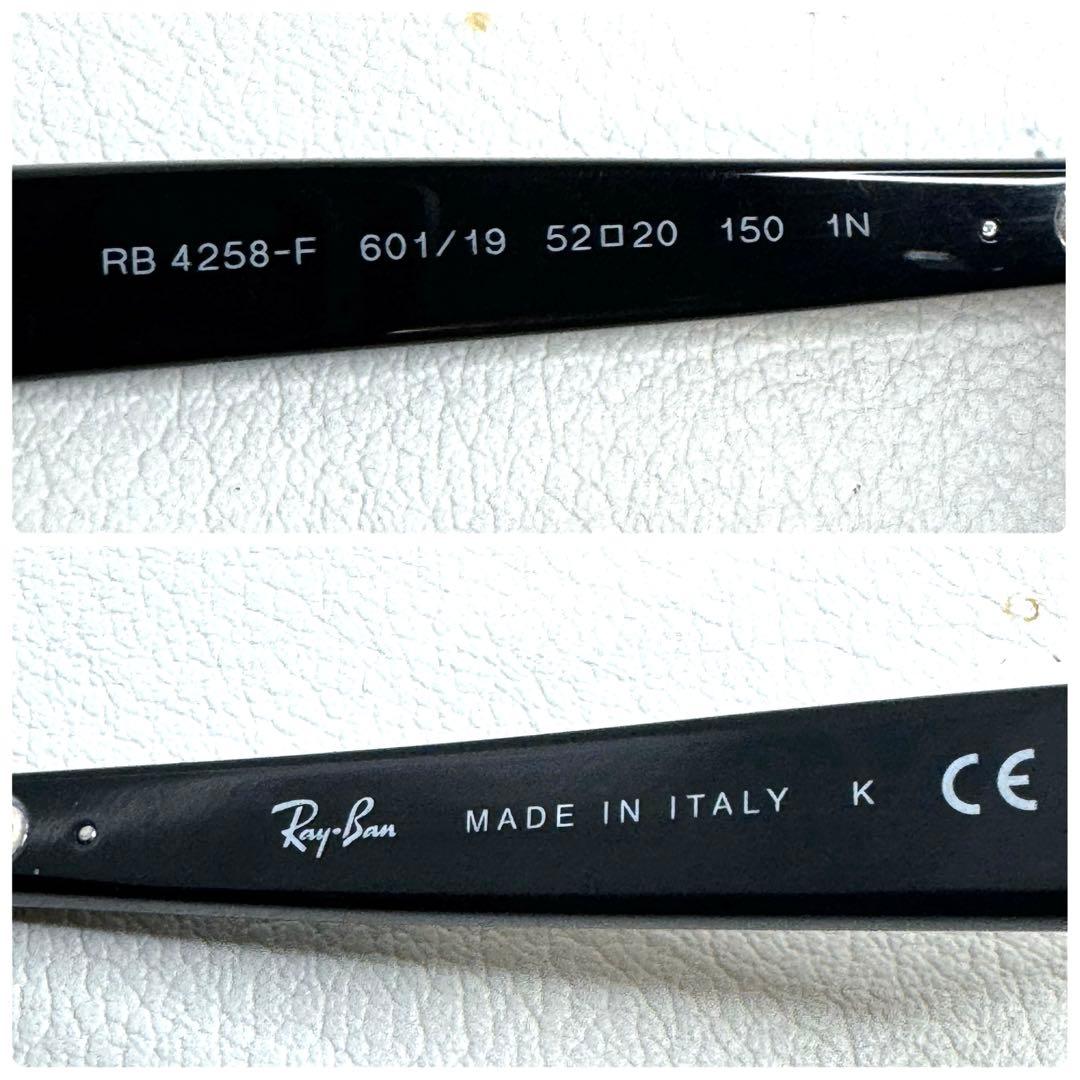 RB 4258-F 601/19 52□20 150 1N
Ray-Ban MADE IN ITALY K CE